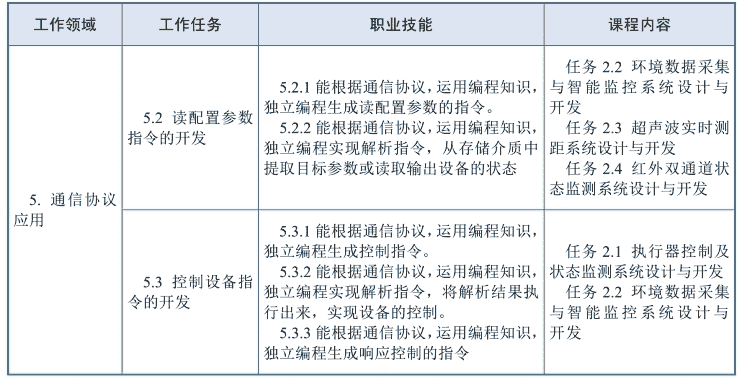 工作领域
工作任务
职业技能
课程内容
5. 通信协议
应用
5.2 读配置参数
指令的开发
5.2.1 能根据通信协议，运用编程知识，
独立编程生成读配置参数的指令。
5.2.2 能根据通信协议，运用编程知识，
独立编程实现解析指令，从存储介质中
提取目标参数或读取输出设备的状态
任务 2.2 环境数据采集
与智能监控系统设计与
开发
任务 2.3 超声波实时测
距系统设计与开发
任务 2.4 红外双通道状
态监测系统设计与开发
5.3 控制设备指
令的开发
5.3.1 能根据通信协议，运用编程知识，
独立编程生成控制指令。
5.3.2 能根据通信协议，运用编程知识，
独立编程实现解析指令，将解析结果执
行出来，实现设备的控制。
5.3.3 能根据通信协议，运用编程知识，
独立编程生成响应控制的指令
任务 2.1 执行器控制及
状态监测系统设计与开发
任务 2.2 环境数据采集
与智能监控系统设计与
开发